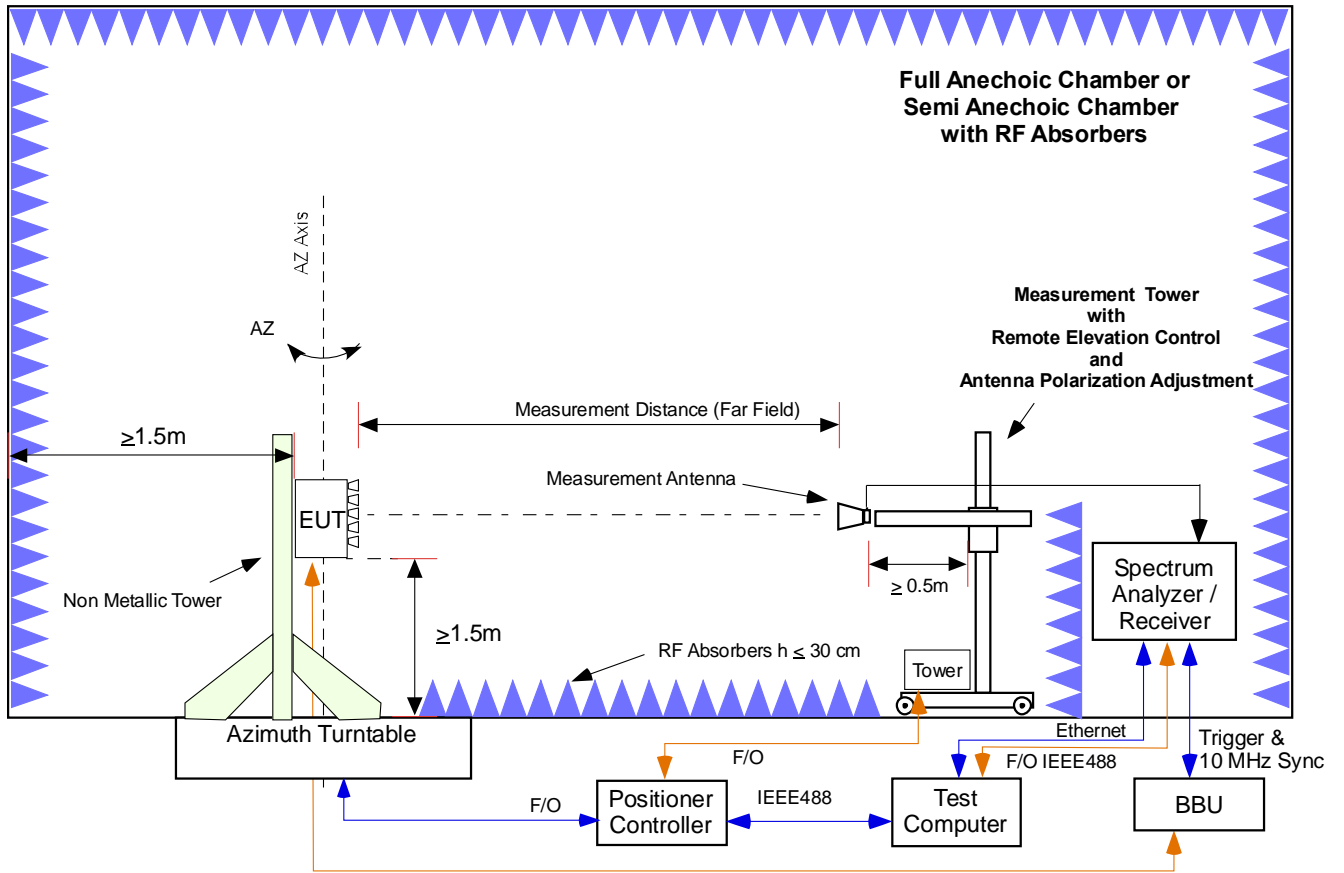 Full Anechoic Chamber or
Semi Anechoic Chamber
with RF Absorbers
AZ Axis
AZ
Measurement Tower
with
Remote Elevation Control
and
Antenna Polarization Adjustment
Measurement Distance (Far Field)
≥1.5m
Measurement Antenna
EUT
Non Metallic Tower
≥1.5m
≥ 0.5m
Spectrum
Analyzer /
Receiver
RF Absorbers h ≤ 30 cm
Tower
Azimuth Turntable
Ethernet
Trigger &
10 MHz Sync
F/O
F/O IEEE488
F/O
Positioner
Controller
IEEE488
Test
Computer
BBU